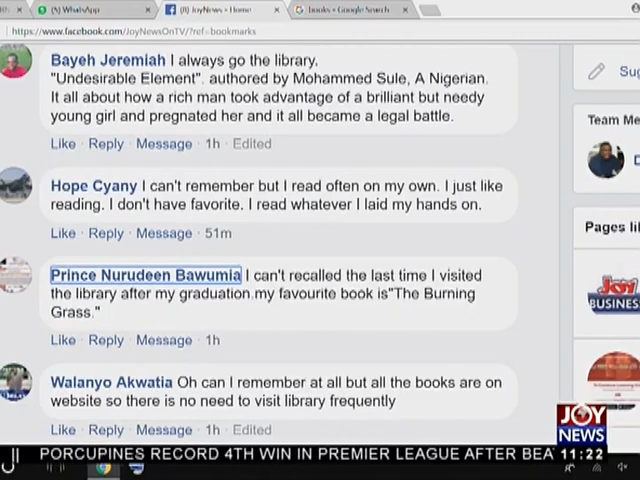 (5) WhatsApp
JoyNewsOnTV - Home
books - Google Search
https://www.facebook.com/JoyNewsOnTV/?ref=bookmarks
Bayeh Jeremiah I always go the library.
"Undesirable Element". authored by Mohammed Sule, A Nigerian.
It all about how a rich man took advantage of a brilliant but needy
young girl and pregnated her and it all became a legal battle.
Like · Reply · Message · 1h · Edited
Hope Cyany I can't remember but I read often on my own. I just like
reading. I don't have favorite. I read whatever I laid my hands on.
Like · Reply · Message · 51m
Prince Nurudeen Bawumia I can't recalled the last time I visited
the library after my graduation.my favourite book is"The Burning
Grass."
Like · Reply · Message · 1h
Walanyo Akwatia Oh can I remember at all but all the books are on
website so there is no need to visit library frequently
Like · Reply · Message · 1h · Edited
Sug
Team Me
D
Pages li
Joy
BUSINES
JOY
NEWS
11:22
PORCUPINES RECORD 4TH WIN IN PREMIER LEAGUE AFTER BEA